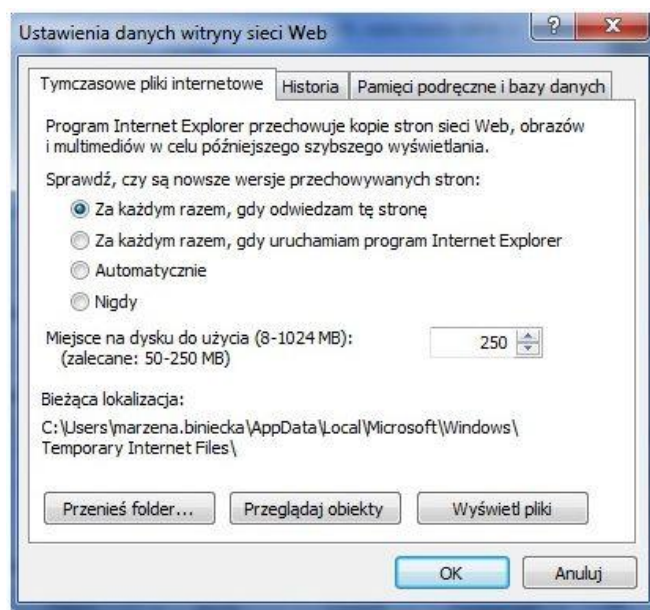 Ustawienia danych witryny sieci Web
Tymczasowe pliki internetowe Historia Pamięci podręczne i bazy danych
Program Internet Explorer przechowuje kopie stron sieci Web, obrazów
i multimediów w celu późniejszego szybszego wyświetlania.
Sprawdź, czy są nowsze wersje przechowywanych stron:
Za każdym razem, gdy odwiedzam tę stronę
Za każdym razem, gdy uruchamiam program Internet Explorer
Automatycznie
Nigdy
Miejsce na dysku do użycia (8-1024 MB): 250
(zalecane: 50-250 MB)
Bieżąca lokalizacja:
C:\Users\marzena.biniecka\AppData\Local\Microsoft\Windows\
Temporary Internet Files\
Przenieś folder... Przeglądaj obiekty Wyświetl pliki
OK Anuluj